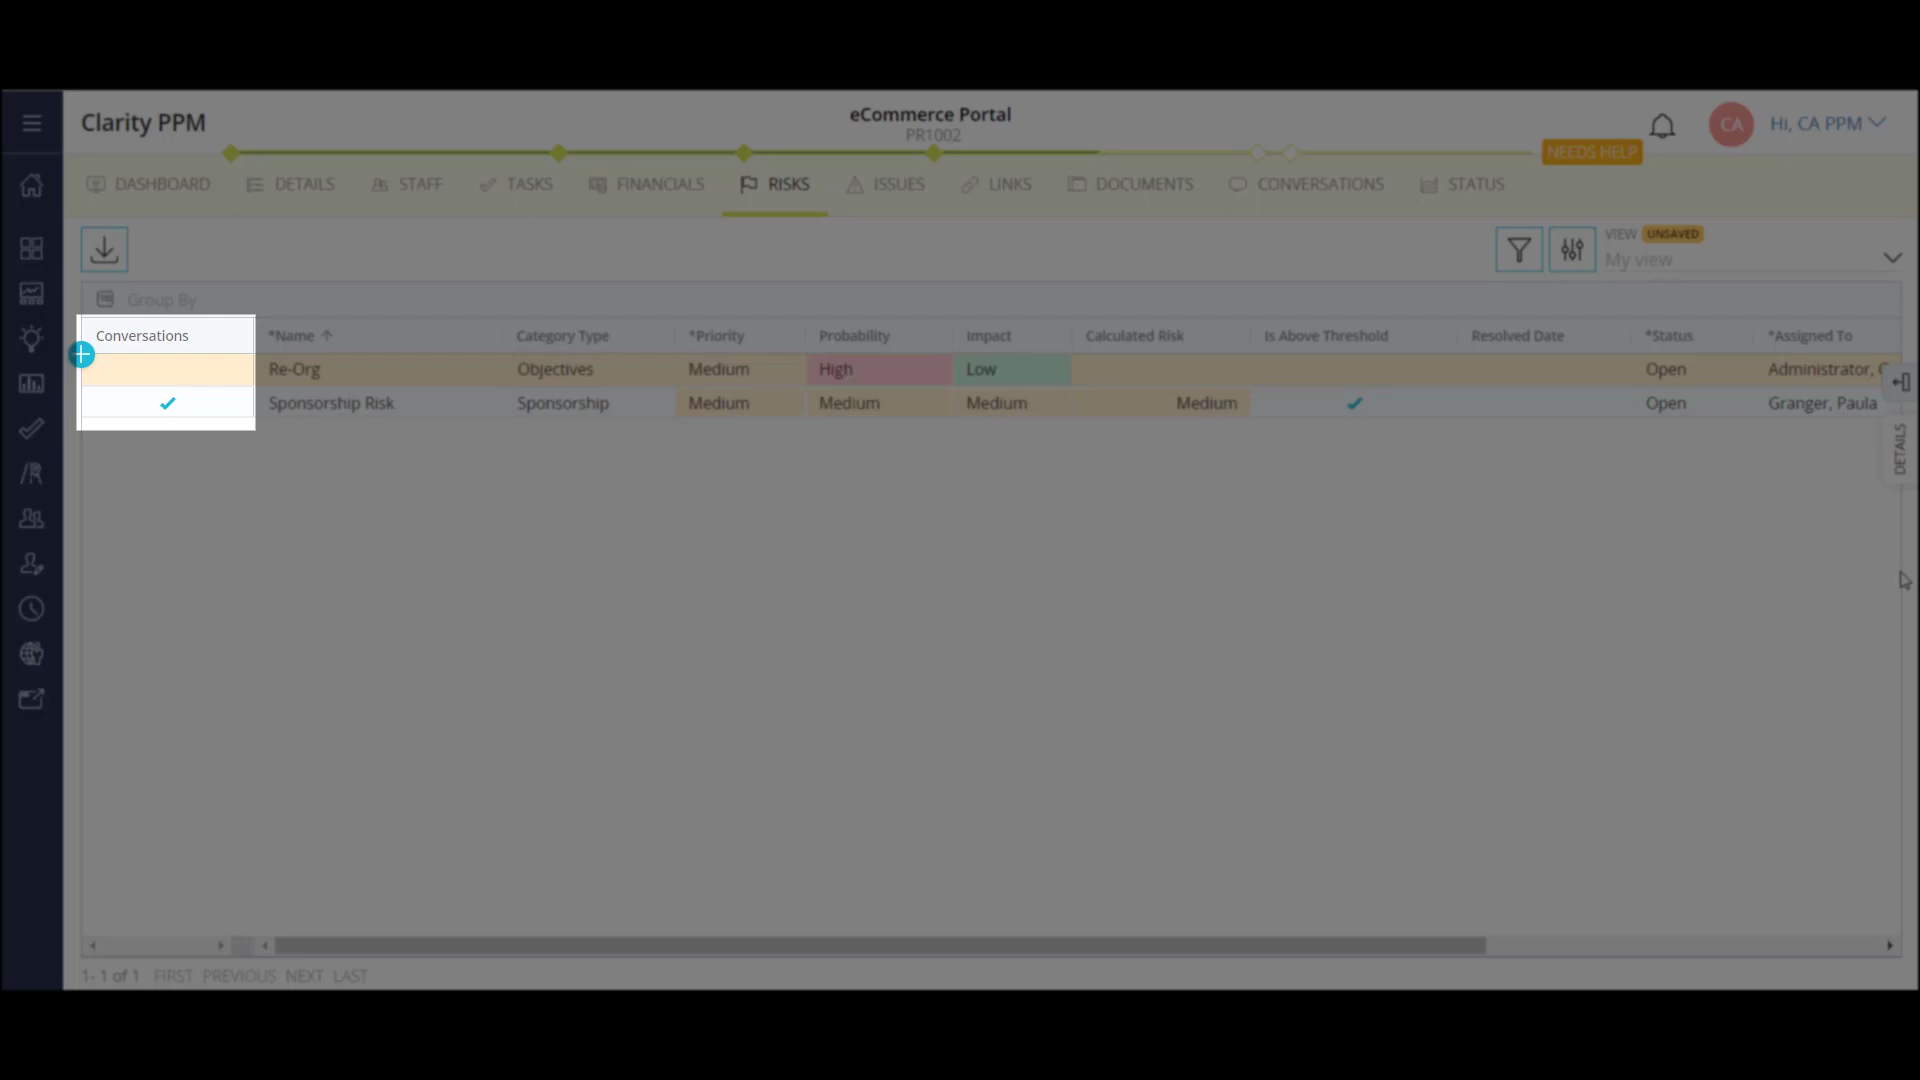 Clarity PPM
eCommerce Portal
PR1002
CA
Hi, CA PPM
NEEDS HELP
DASHBOARD DETAILS STAFF TASKS FINANCIALS RISKS ISSUES LINKS DOCUMENTS CONVERSATIONS STATUS
VIEW UNSAVED
My view
Group By
Conversations *Name Category Type *Priority Probability Impact Calculated Risk Is Above Threshold Resolved Date *Status *Assigned To
Re-Org Objectives Medium High Low Open Administrator,
Sponsorship Risk Sponsorship Medium Medium Medium Medium Open Granger, Paula
DETAILS
1- 1 of 1 FIRST PREVIOUS NEXT LAST